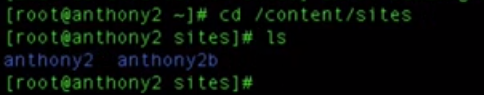 [root@anthony2 ~]# cd /content/sites
[root@anthony2 sites]# ls
anthony2  anthony2b
[root@anthony2 sites]#